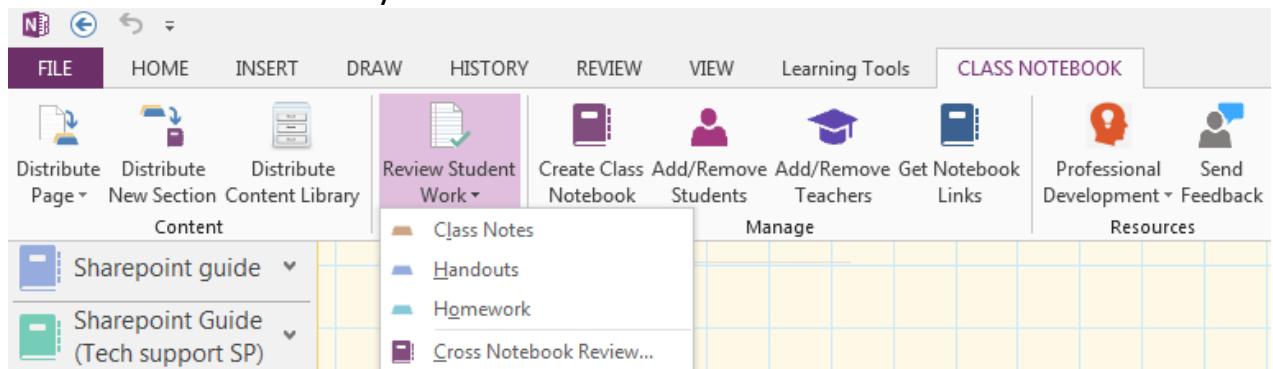 FILE HOME INSERT DRAW HISTORY REVIEW VIEW Learning Tools CLASS NOTEBOOK
Distribute Distribute Distribute Review Student Create Class Add/Remove Add/Remove Get Notebook Professional Send
Page New Section Content Library Work Notebook Students Teachers Links Development Feedback
Content Manage Resources
Class Notes
Handouts
Homework
Cross Notebook Review...
Sharepoint guide
Sharepoint Guide
(Tech support SP)